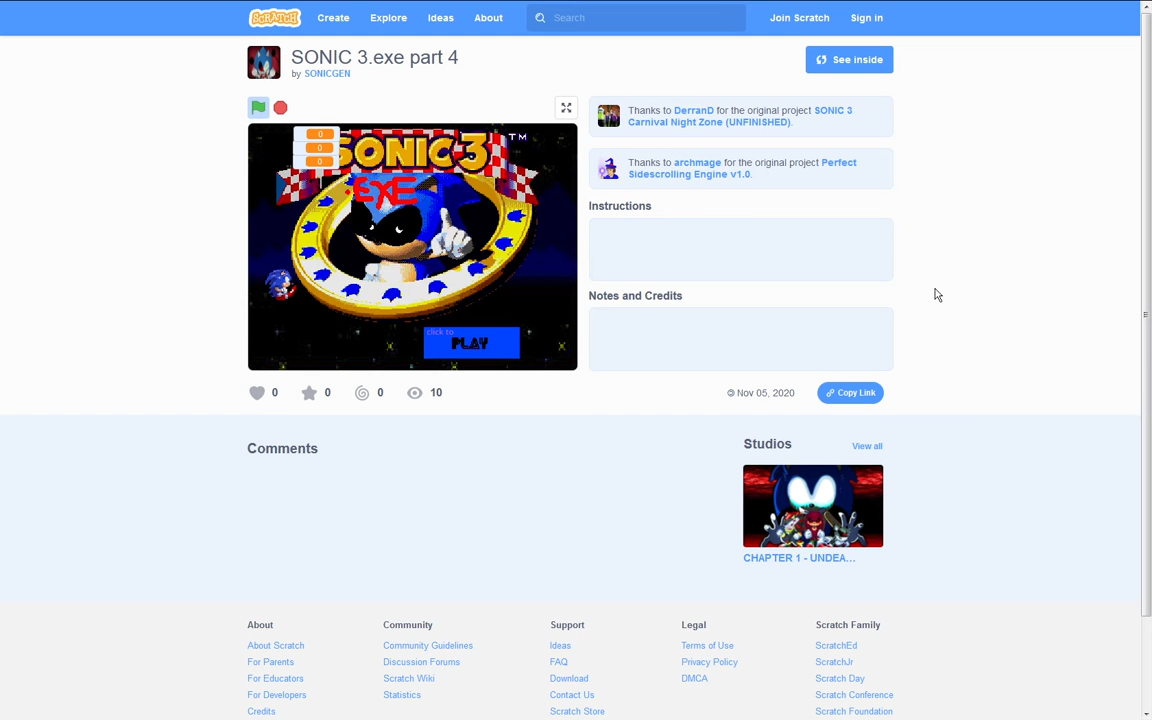 SCRATCH Create Explore Ideas About Search Join Scratch Sign in
SONIC 3.exe part 4
by SONICGEN
See inside
0
0
0
SONIC 3 TM
.EXE
click to
PLAY
Thanks to DerranD for the original project SONIC 3
Carnival Night Zone (UNFINISHED).
Thanks to archmage for the original project Perfect
Sidescrolling Engine v1.0.
Instructions
Notes and Credits
0 0 0 10
© Nov 05, 2020 Copy Link
Comments
Studios View all
CHAPTER 1 - UNDEA...
About Community Support Legal Scratch Family
About Scratch Community Guidelines Ideas Terms of Use ScratchEd
For Parents Discussion Forums FAQ Privacy Policy ScratchJr
For Educators Scratch Wiki Download DMCA Scratch Day
For Developers Statistics Contact Us Scratch Conference
Credits Scratch Store Scratch Foundation